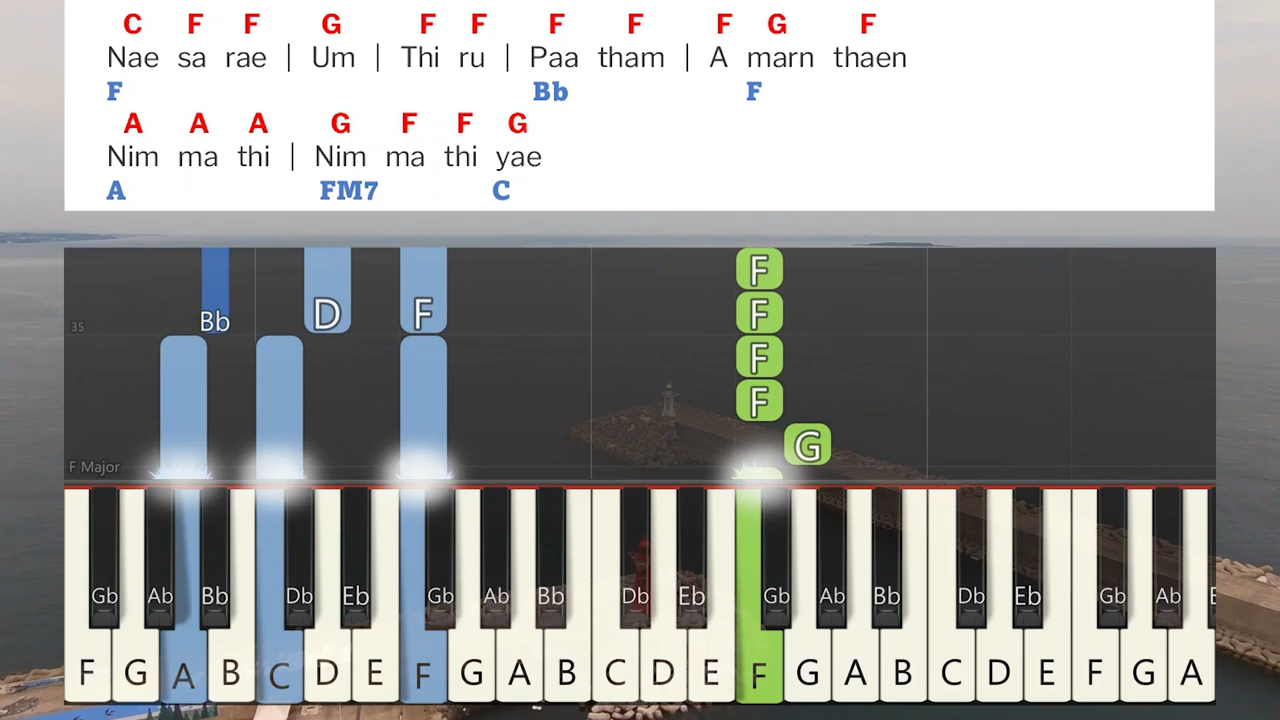 C F F G F F F F F G F
Nae sa rae | Um | Thi ru | Paa tham | A marn thaen
F Bb F
A A A G F F G
Nim ma thi | Nim ma thi yae
A FM7 C
F
Bb D F F
35
F
F
G
F Major
Gb Ab Bb Db Eb Gb Ab Bb Db Eb Gb Ab Bb Db Eb Gb Ab
F G A B C D E F G A B C D E F G A B C D E F G A